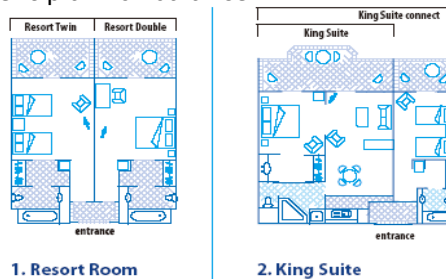 Resort Twin
Resort Double
entrance
1. Resort Room
King Suite connect
King Suite
entrance
2. King Suite